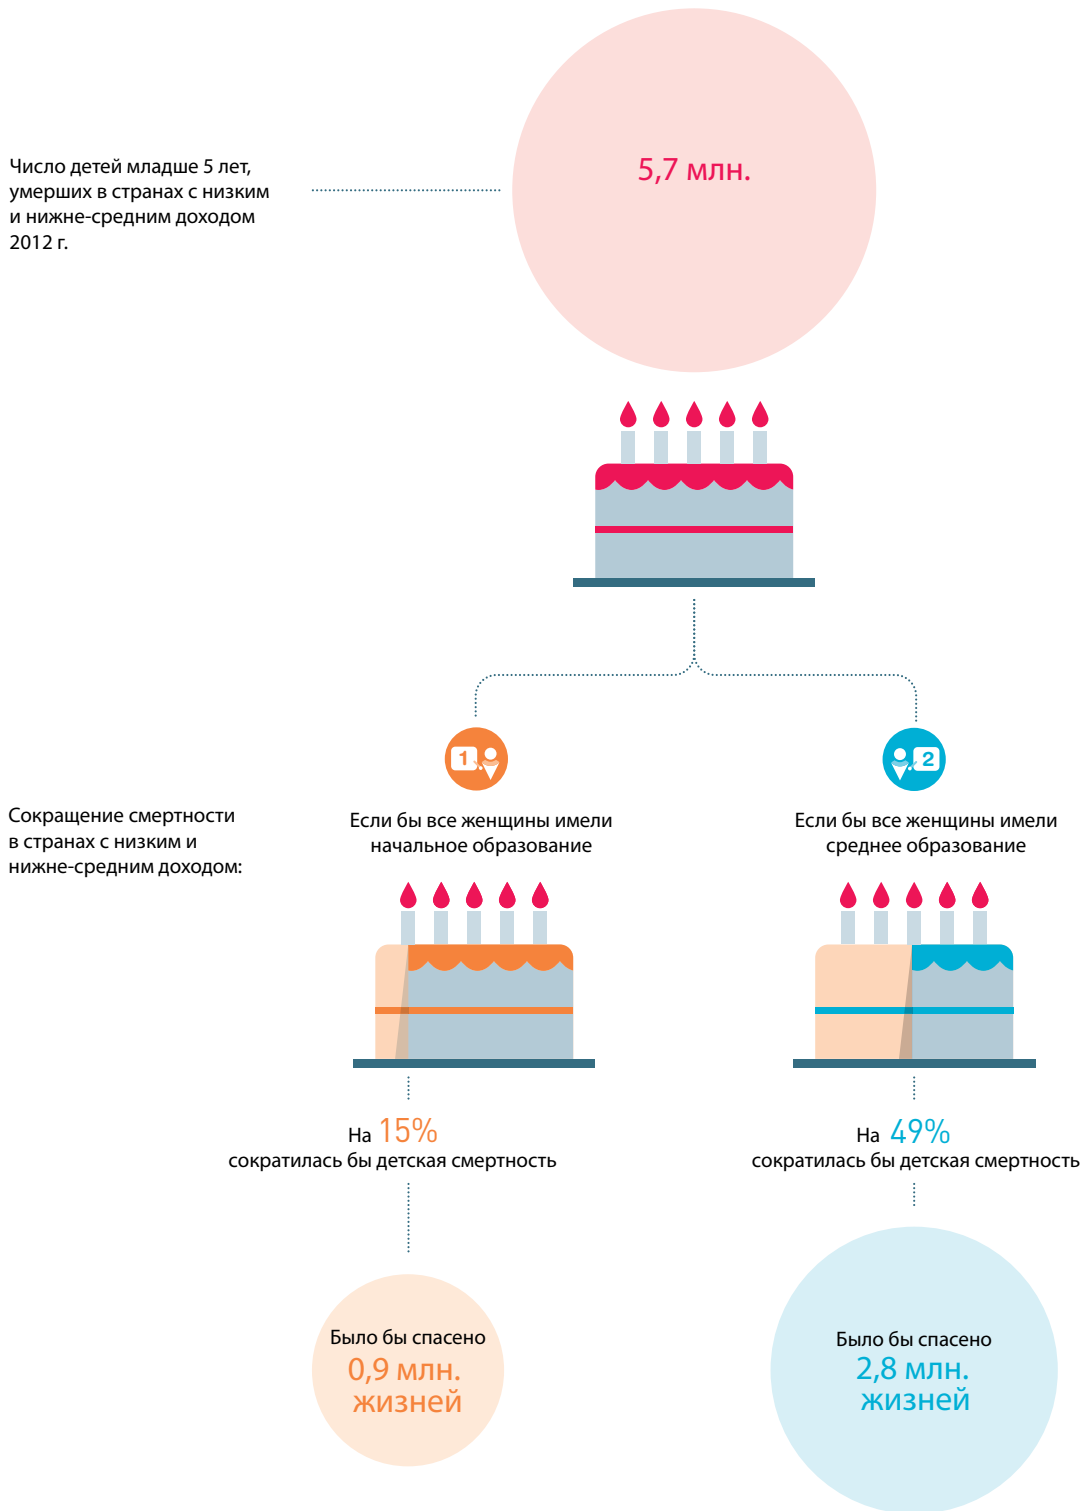 5,7 млн.
Число детей младше 5 лет,
умерших в странах с низким
и нижне-средним доходом
2012 г.
1
2
Сокращение смертности
в странах с низким и
нижне-средним доходом:
Если бы все женщины имели
начальное образование
Если бы все женщины имели
среднее образование
На 15%
сократилась бы детская смертность
На 49%
сократилась бы детская смертность
Было бы спасено
0,9 млн.
жизней
Было бы спасено
2,8 млн.
жизней